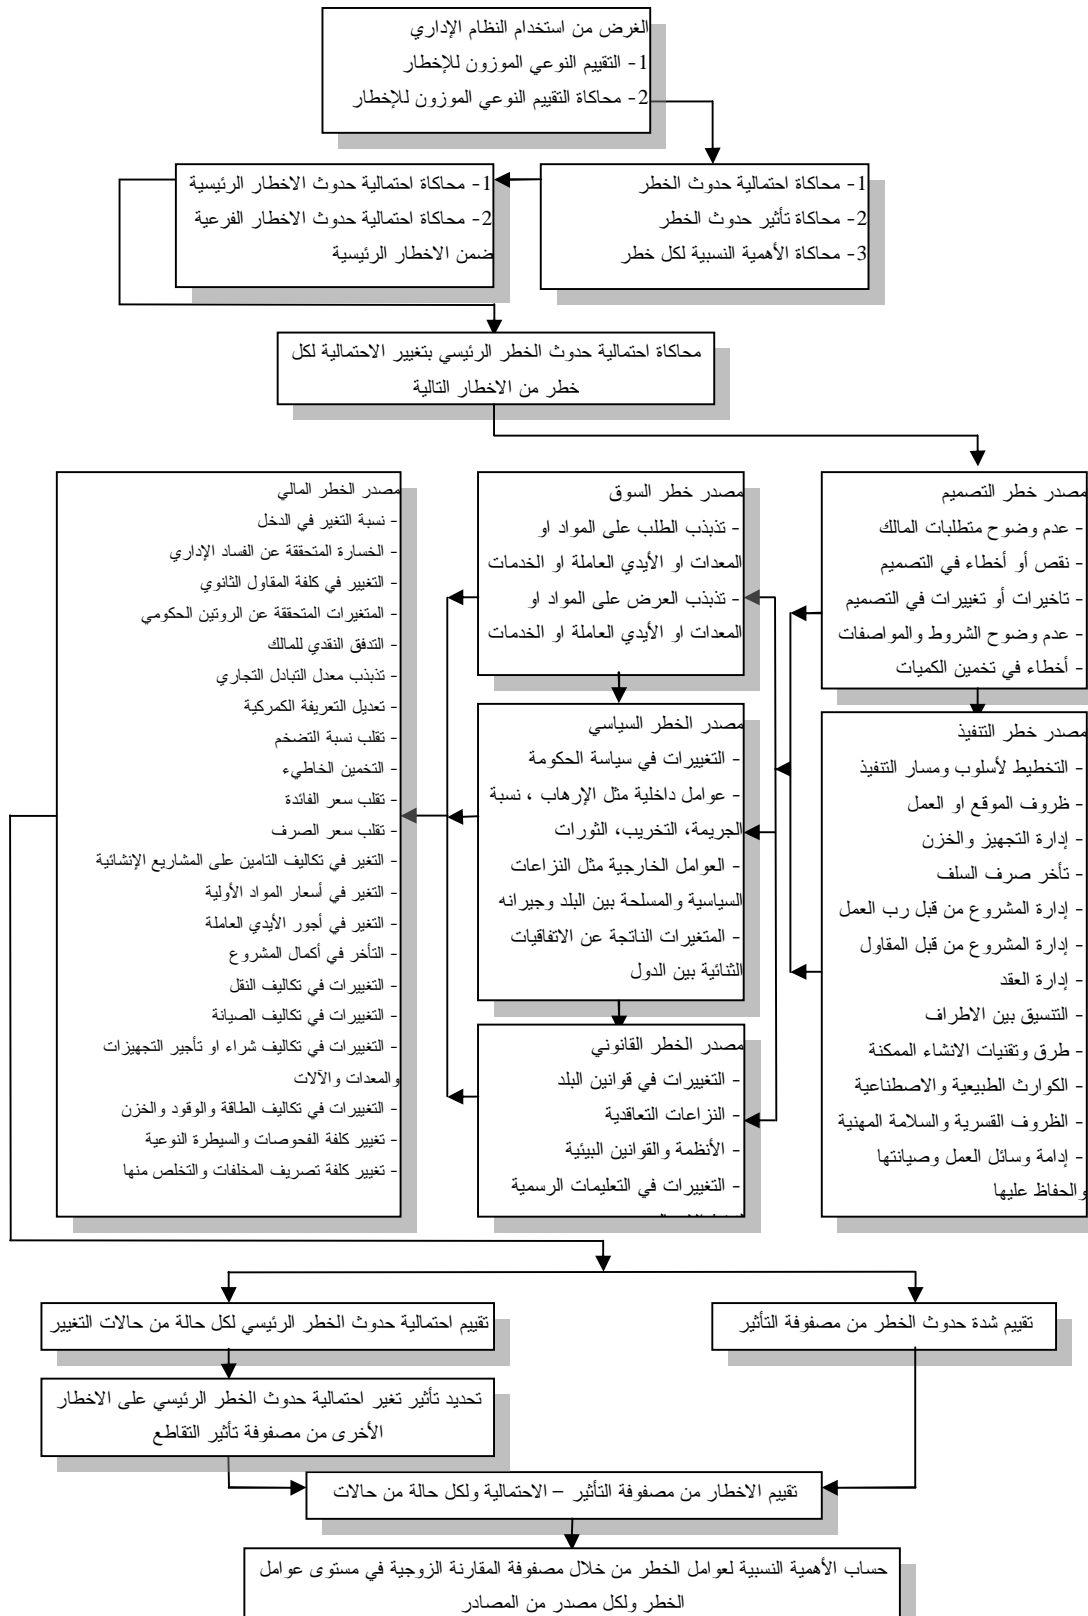 الغرض من استخدام النظام الإداري
1- التقييم النوعي الموزون للإخطار
2- محاكاة التقييم النوعي الموزون للإخطار
1- محاكاة احتمالية حدوث الخطر
2- محاكاة تأثير حدوث الخطر
3- محاكاة الأهمية النسبية لكل خطر
1- محاكاة احتمالية حدوث الاخطار الرئيسية
2- محاكاة احتمالية حدوث الاخطار الفرعية
ضمن الاخطار الرئيسية
محاكاة احتمالية حدوث الخطر الرئيسي بتغيير الاحتمالية لكل
خطر من الاخطار التالية
مصدر خطر التصميم
- عدم وضوح متطلبات المالك
- نقص أو أخطاء في التصميم
- تاخيرات أو تغييرات في التصميم
- عدم وضوح الشروط والمواصفات
- أخطاء في تخمين الكميات
مصدر خطر التنفيذ
- التخطيط لأسلوب ومسار التنفيذ
- ظروف الموقع او العمل
- إدارة التجهيز والخزن
- تأخر صرف السلف
- إدارة المشروع من قبل رب العمل
- إدارة المشروع من قبل المقاول
- إدارة العقد
- التنسيق بين الاطراف
- طرق وتقنيات الانشاء الممكنة
- الكوارث الطبيعية والاصطناعية
- الظروف القسرية والسلامة المهنية
- إدامة وسائل العمل وصيانتها
والحفاظ عليها
مصدر خطر السوق
- تذبذب الطلب على المواد او
المعدات او الأيدي العاملة او الخدمات
- تذبذب العرض على المواد او
المعدات او الأيدي العاملة او الخدمات
مصدر الخطر السياسي
- التغييرات في سياسة الحكومة
- عوامل داخلية مثل الإرهاب ، نسبة
الجريمة، التخريب، الثورات
- العوامل الخارجية مثل النزاعات
السياسية والمسلحة بين البلد وجيرانه
- المتغيرات الناتجة عن الاتفاقيات
الثنائية بين الدول
مصدر الخطر القانوني
- التغييرات في قوانين البلد
- النزاعات التعاقدية
- الأنظمة والقوانين البيئية
- التغييرات في التعليمات الرسمية
مصدر الخطر المالي
- نسبة التغير في الدخل
- الخسارة المتحققة عن الفساد الإداري
- التغيير في كلفة المقاول الثانوي
- المتغيرات المتحققة عن الروتين الحكومي
- التدفق النقدي للمالك
- تذبذب معدل التبادل التجاري
- تعديل التعريفة الكمركية
- تقلب نسبة التضخم
- التخمين الخاطيء
- تقلب سعر الفائدة
- تقلب سعر الصرف
- التغير في تكاليف التامين على المشاريع الإنشائية
- التغير في أسعار المواد الأولية
- التغير في أجور الأيدي العاملة
- التأخر في أكمال المشروع
- التغييرات في تكاليف النقل
- التغييرات في تكاليف الصيانة
- التغييرات في تكاليف شراء او تأجير التجهيزات
والمعدات والآلات
- التغييرات في تكاليف الطاقة والوقود والخزن
- تغيير كلفة الفحوصات والسيطرة النوعية
- تغيير كلفة تصريف المخلفات والتخلص منها
تقييم شدة حدوث الخطر من مصفوفة التأثير
تقييم احتمالية حدوث الخطر الرئيسي لكل حالة من حالات التغيير
تحديد تأثير تغير احتمالية حدوث الخطر الرئيسي على الاخطار
الأخرى من مصفوفة تأثير التقاطع
تقييم الاخطار من مصفوفة التأثير – الاحتمالية ولكل حالة من حالات
حساب الأهمية النسبية لعوامل الخطر من خلال مصفوفة المقارنة الزوجية في مستوى عوامل
الخطر ولكل مصدر من المصادر